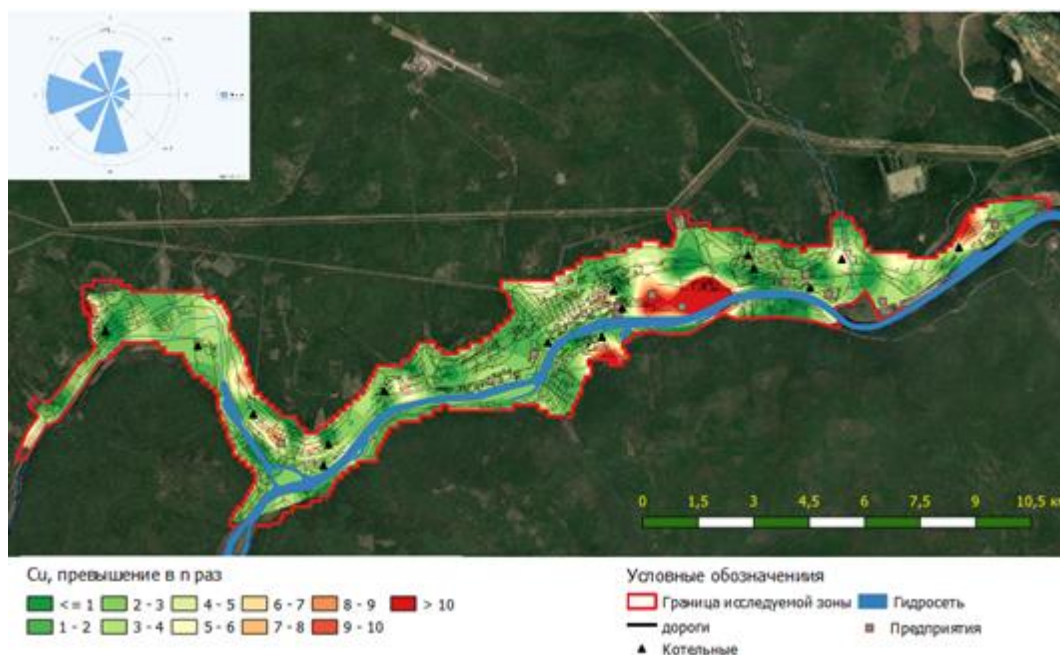 0 1,5 3 4,5 6 7,5 9 10,5 к
Cu, превышение в n раз
Условные обозначениия
<= 1 2 - 3 4 - 5 6 - 7 8 - 9 > 10
1 - 2 3 - 4 5 - 6 7 - 8 9 - 10
Граница исследуемой зоны Гидросеть
дороги Предприятия
Котельные